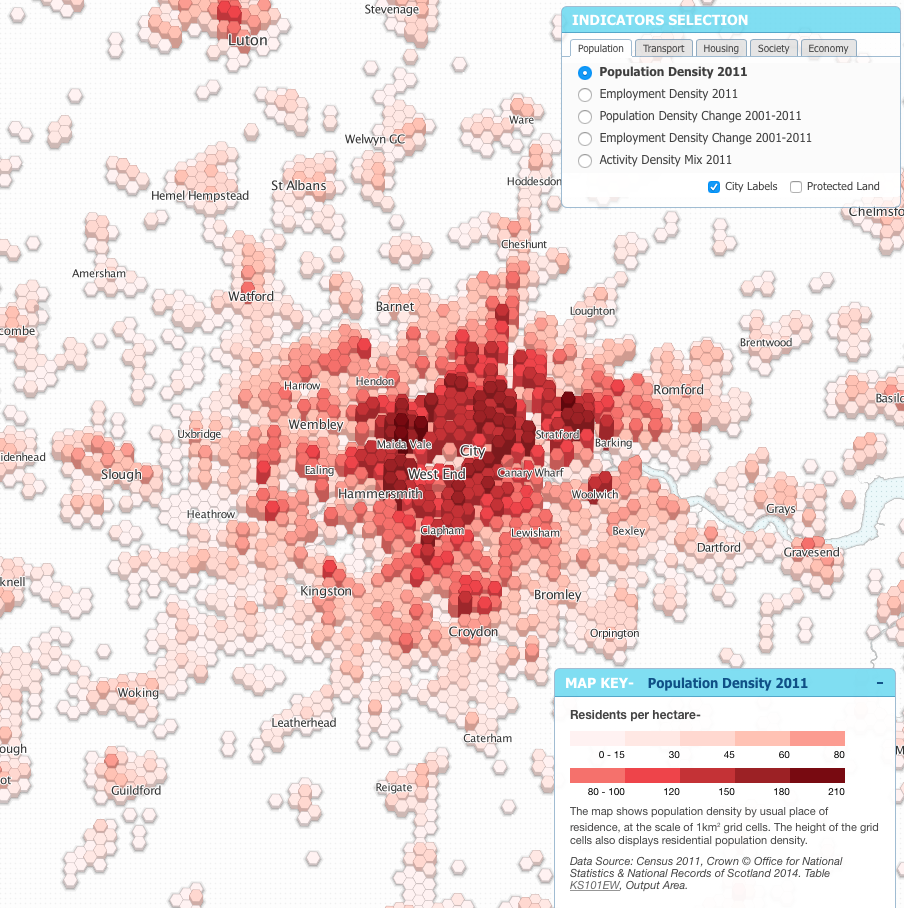 Stevenage
Luton
INDICATORS SELECTION
Population Transport Housing Society Economy
Population Density 2011
Employment Density 2011
Population Density Change 2001-2011
Employment Density Change 2001-2011
Activity Density Mix 2011
City Labels Protected Land
Ware
Welwyn GC
Hoddesdon
St Albans
Hemel Hempstead
Chelmsfo
Cheshunt
Amersham
Watford
Barnet
Loughton
combe
Brentwood
Hendon
Harrow
Romford
Basild
Wembley
Uxbridge
Maida Vale
Stratford
Barking
City
idenhead
Slough
Ealing
West End
Canary Wharf
Hammersmith
Woolwich
Grays
Heathrow
Clapham
Lewisham
Bexley
Dartford
Gravesend
knell
Kingston
Bromley
Croydon
Orpington
Woking
Leatherhead
Caterham
ough
ot
Guildford
Reigate
M
MAP KEY- Population Density 2011 –
Residents per hectare-
0 - 15 30 45 60 80
80 - 100 120 150 180 210
The map shows population density by usual place of
residence, at the scale of 1km² grid cells. The height of the grid
cells also displays residential population density.
Data Source: Census 2011, Crown © Office for National
Statistics & National Records of Scotland 2014. Table
KS101EW, Output Area.